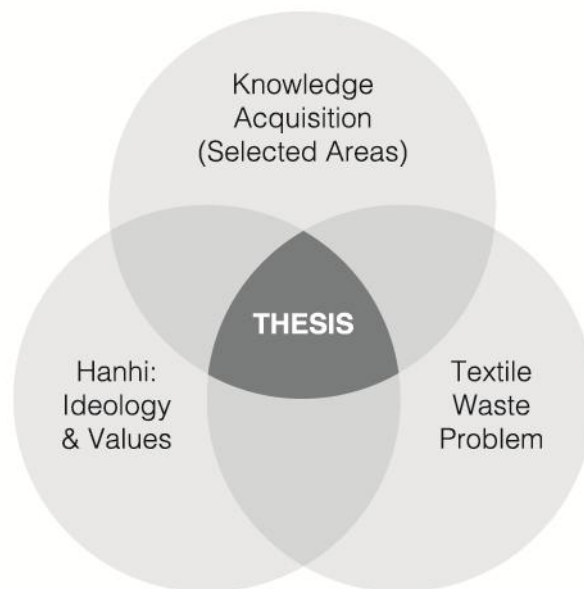 Knowledge
Acquisition
(Selected Areas)
THESIS
Hanhi:
Ideology
& Values
Textile
Waste
Problem